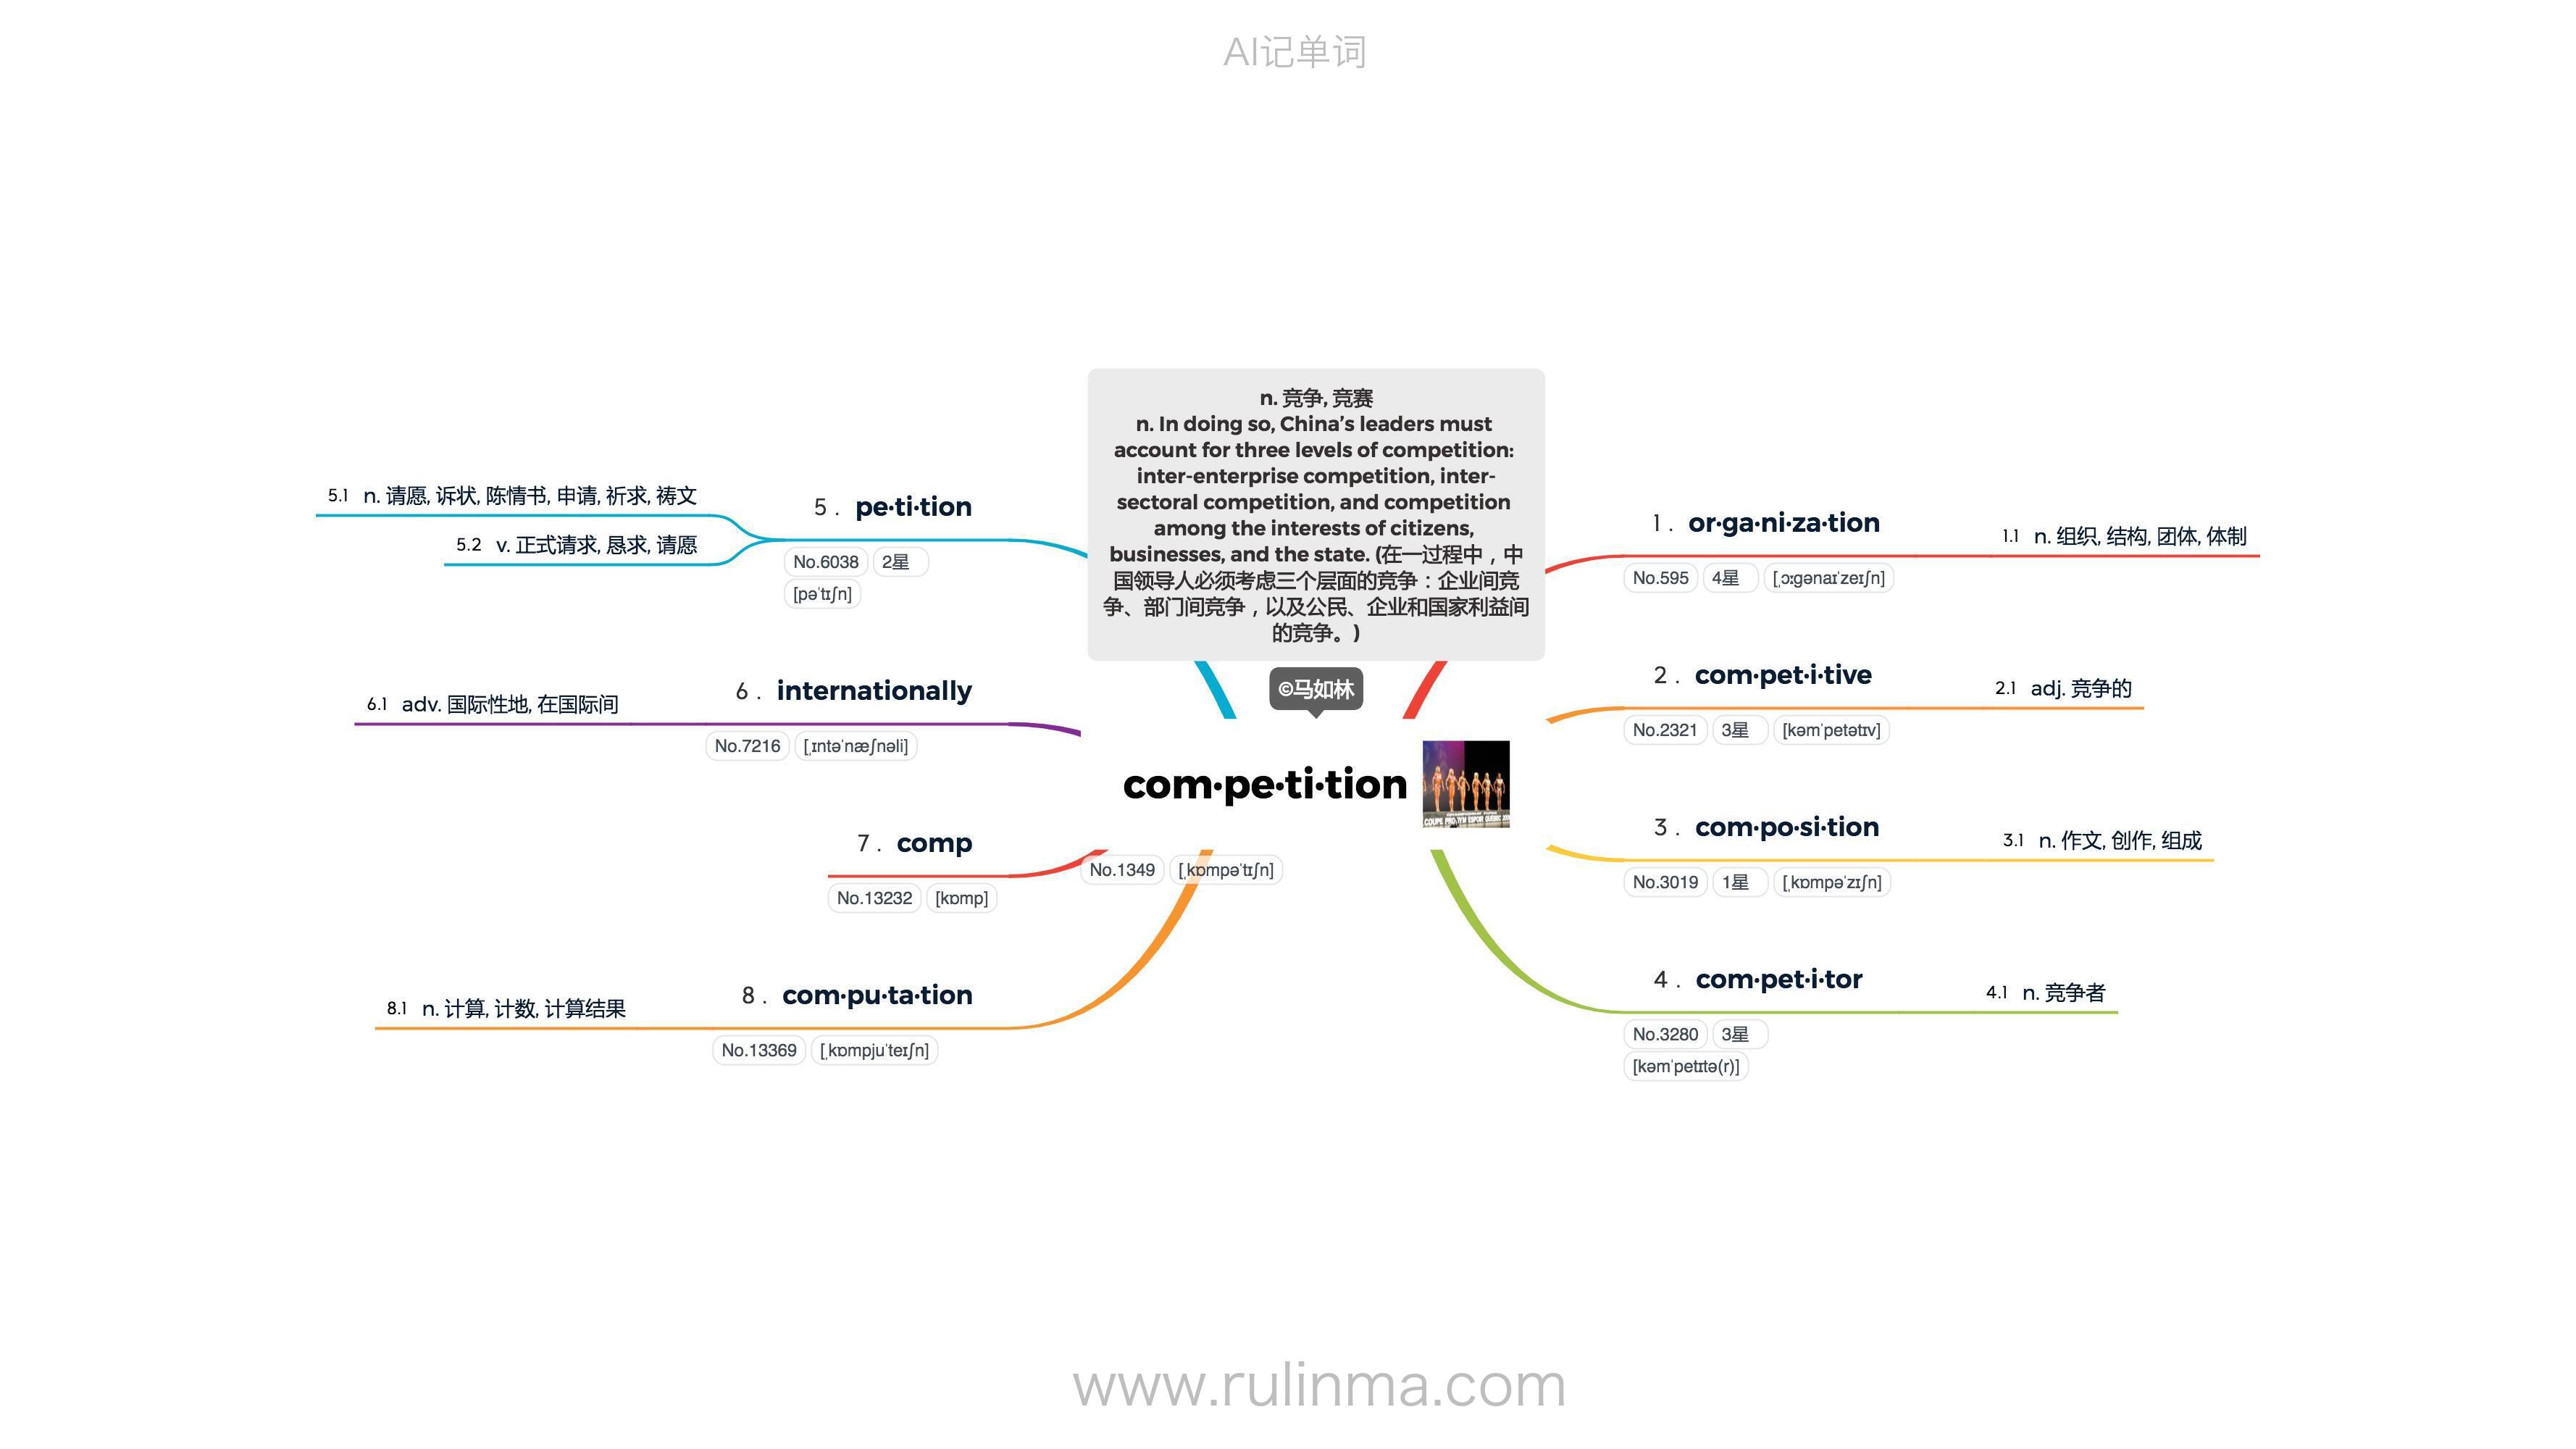 AI记单词
n. 竞争, 竞赛
n. In doing so, China’s leaders must
account for three levels of competition:
inter-enterprise competition, inter-
sectoral competition, and competition
among the interests of citizens,
businesses, and the state. (在一过程中，中
国领导人必须考虑三个层面的竞争：企业间竞
争、部门间竞争，以及公民、企业和国家利益间
的竞争。)
©马如林
com·pe·ti·tion
No.1349 [ˌkɒmpəˈtɪʃn]
1 . or·ga·ni·za·tion
1.1 n. 组织, 结构, 团体, 体制
No.595 4星 [ˌɔːgənaɪˈzeɪʃn]
2 . com·pet·i·tive
2.1 adj. 竞争的
No.2321 3星 [kəmˈpetətɪv]
3 . com·po·si·tion
3.1 n. 作文, 创作, 组成
No.3019 1星 [ˌkɒmpəˈzɪʃn]
4 . com·pet·i·tor
4.1 n. 竞争者
No.3280 3星
[kəmˈpetɪtə(r)]
5 . pe·ti·tion
5.1 n. 请愿, 诉状, 陈情书, 申请, 祈求, 祷文
5.2 v. 正式请求, 恳求, 请愿
No.6038 2星
[pəˈtɪʃn]
6 . internationally
6.1 adv. 国际性地, 在国际间
No.7216 [ˌɪntəˈnæʃnəli]
7 . comp
No.13232 [kɒmp]
8 . com·pu·ta·tion
8.1 n. 计算, 计数, 计算结果
No.13369 [ˌkɒmpjuˈteɪʃn]
www.rulinma.com